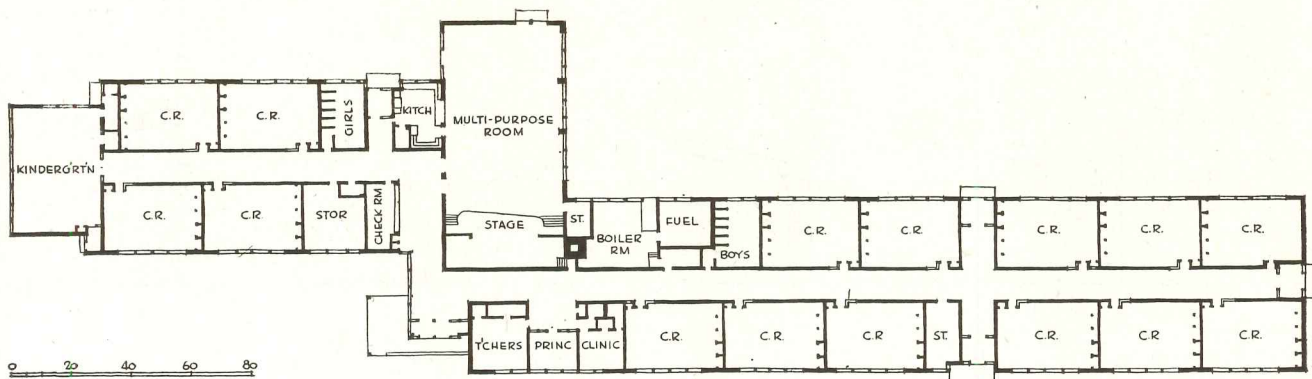 C.R.
C.R.
GIRLS
KITCH
MULTI-PURPOSE
ROOM
KINDERG'RT'N
C.R.
C.R.
STOR
CHECK RM
STAGE
ST.
BOILER
RM
FUEL
BOYS
C.R.
C.R.
C.R.
C.R.
C.R.
T'CHERS
PRINC
CLINIC
C.R.
C.R.
C.R.
ST.
C.R.
C.R.
C.R.
0 20 40 60 80